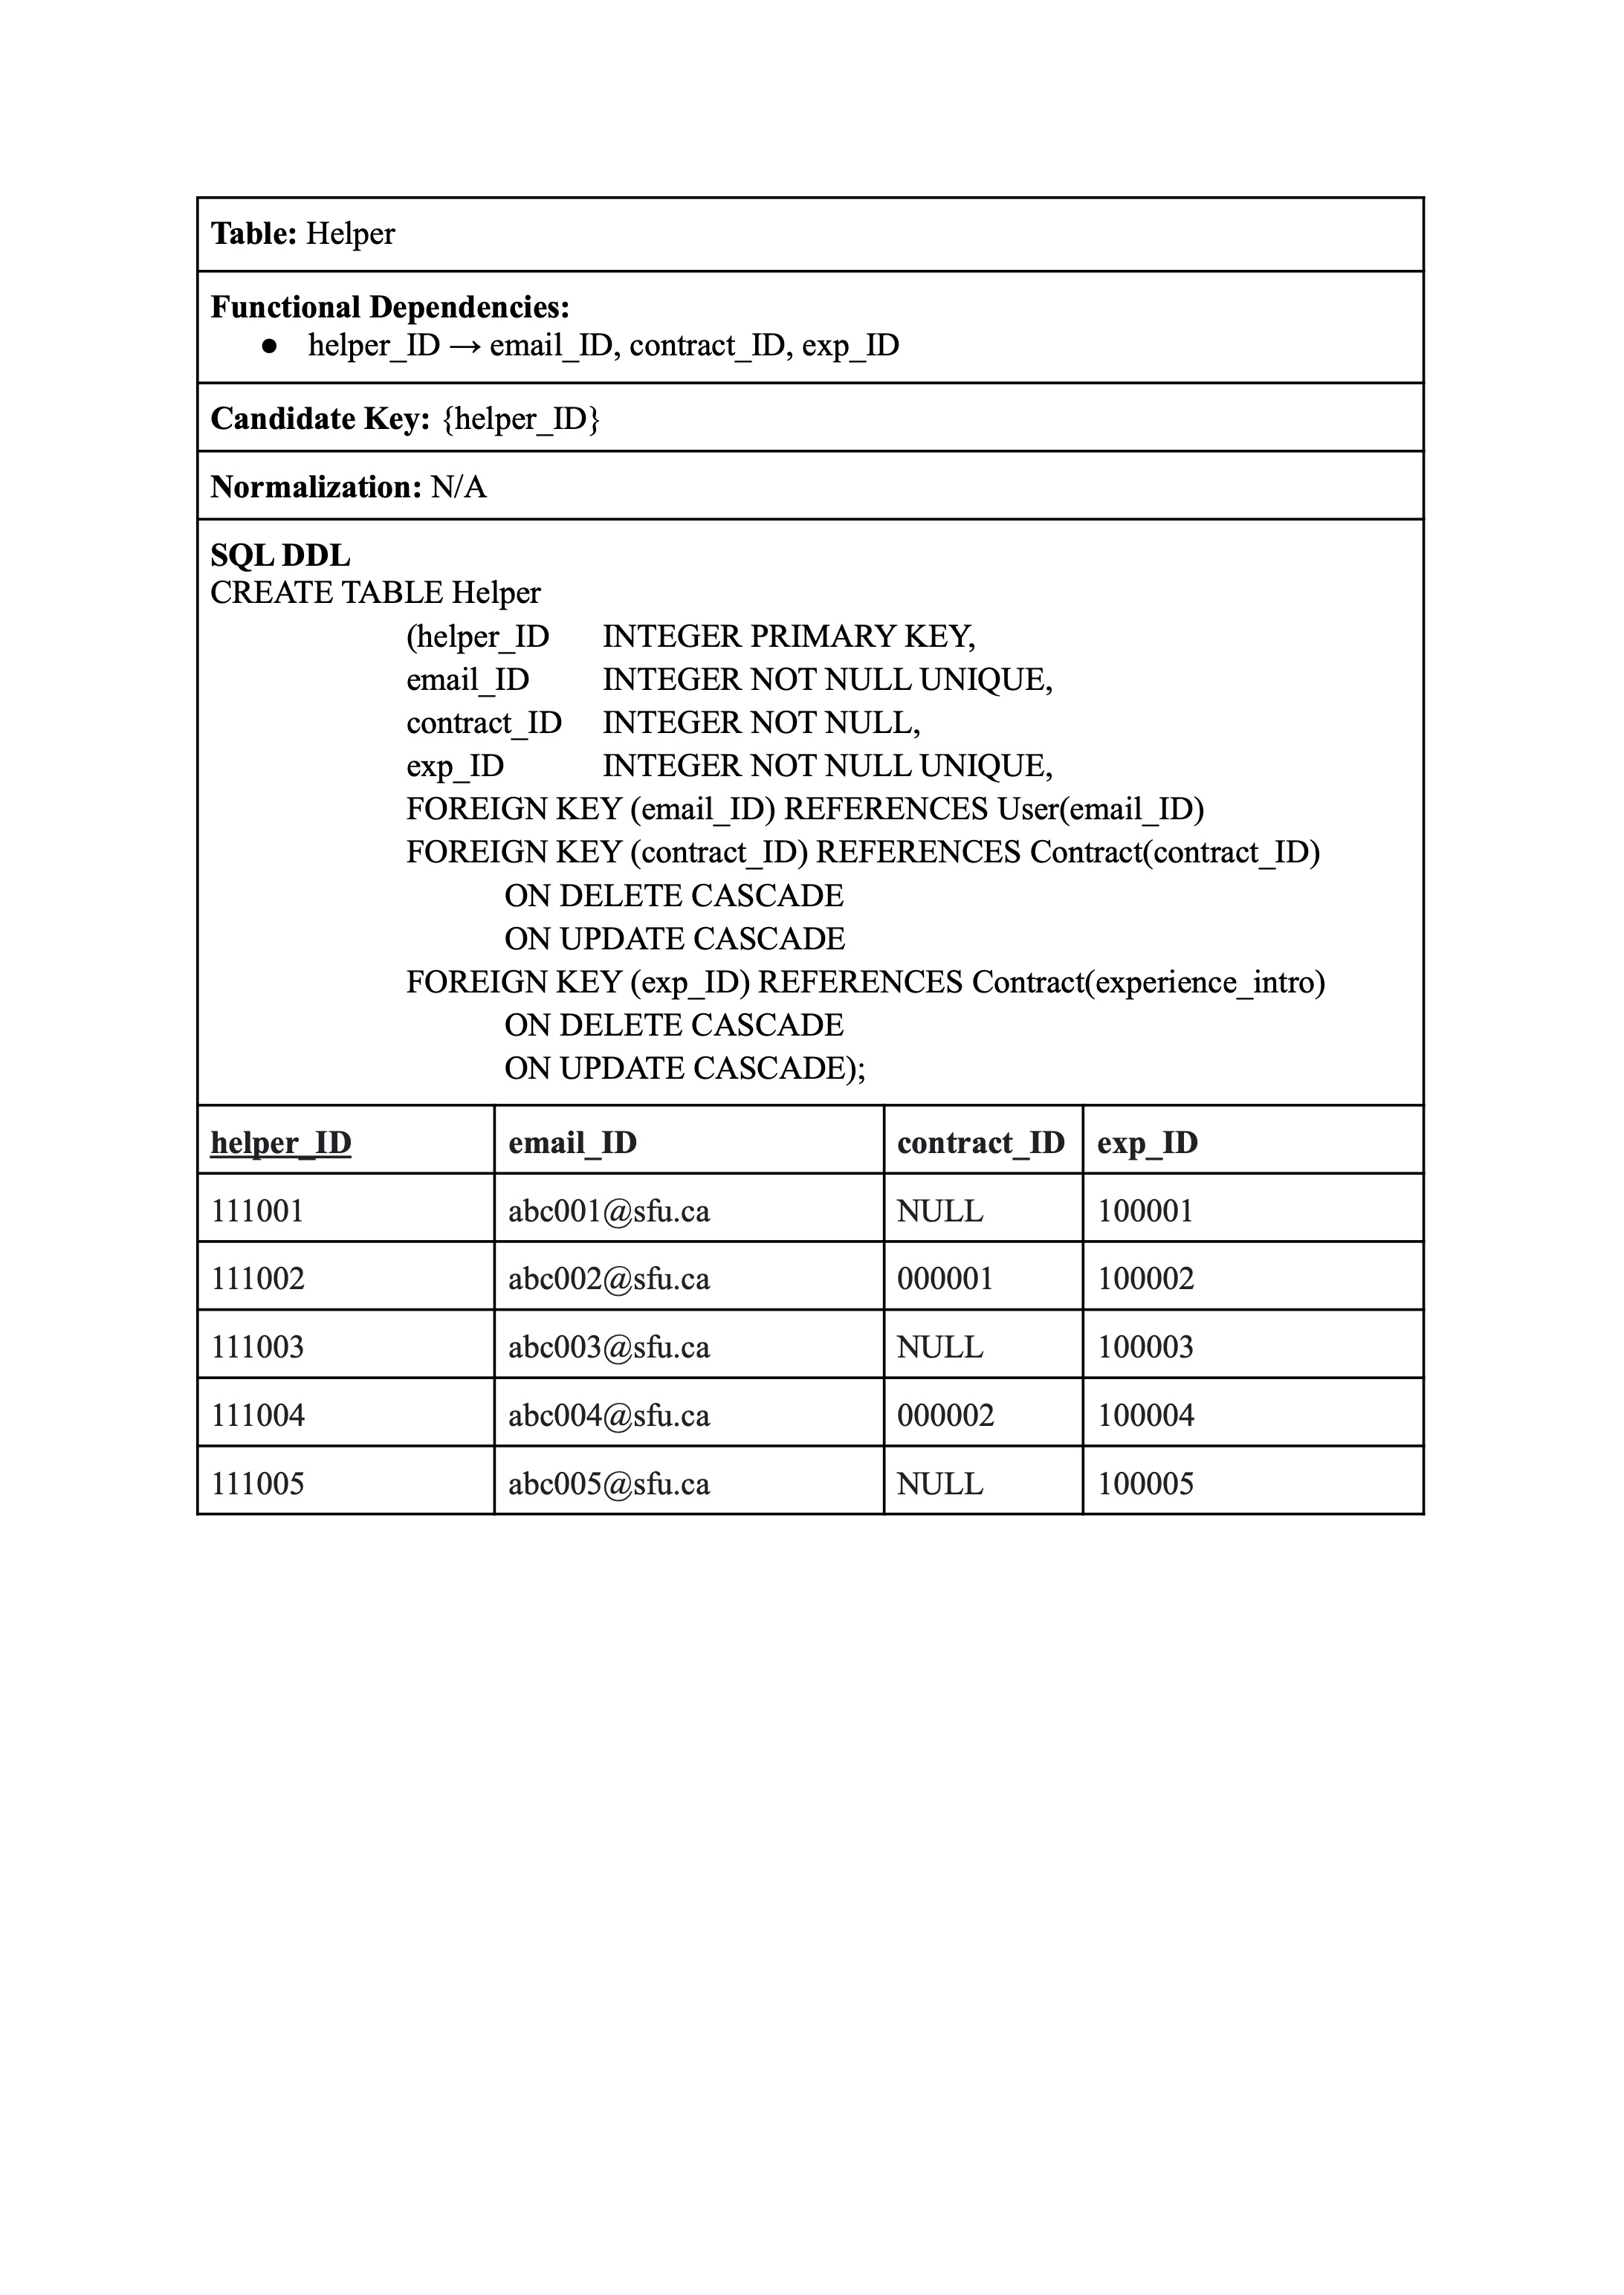 Table: Helper
Functional Dependencies:
● helper_ID → email_ID, contract_ID, exp_ID
Candidate Key: {helper_ID}
Normalization: N/A
SQL DDL
CREATE TABLE Helper
(helper_ID INTEGER PRIMARY KEY,
email_ID INTEGER NOT NULL UNIQUE,
contract_ID INTEGER NOT NULL,
exp_ID INTEGER NOT NULL UNIQUE,
FOREIGN KEY (email_ID) REFERENCES User(email_ID)
FOREIGN KEY (contract_ID) REFERENCES Contract(contract_ID)
ON DELETE CASCADE
ON UPDATE CASCADE
FOREIGN KEY (exp_ID) REFERENCES Contract(experience_intro)
ON DELETE CASCADE
ON UPDATE CASCADE);
helper_ID email_ID contract_ID exp_ID
111001 abc001@sfu.ca NULL 100001
111002 abc002@sfu.ca 000001 100002
111003 abc003@sfu.ca NULL 100003
111004 abc004@sfu.ca 000002 100004
111005 abc005@sfu.ca NULL 100005